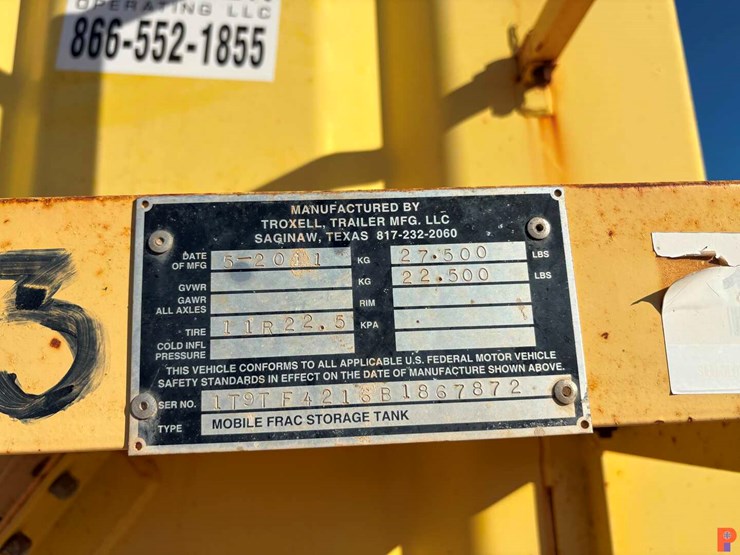 OPERATING LLC
866-552-1855
MANUFACTURED BY
TROXELL, TRAILER MFG. LLC
SAGINAW, TEXAS 817-232-2060
DATE OF MFG 5-2011 KG 27.500 LBS
GVWR KG 22.500 LBS
GAWR ALL AXLES RIM
TIRE 11R22.5 KPA
COLD INFL PRESSURE
THIS VEHICLE CONFORMS TO ALL APPLICABLE U.S. FEDERAL MOTOR VEHICLE
SAFETY STANDARDS IN EFFECT ON THE DATE OF MANUFACTURE SHOWN ABOVE.
SER NO. 1T9TF4216B1867872
TYPE MOBILE FRAC STORAGE TANK
3